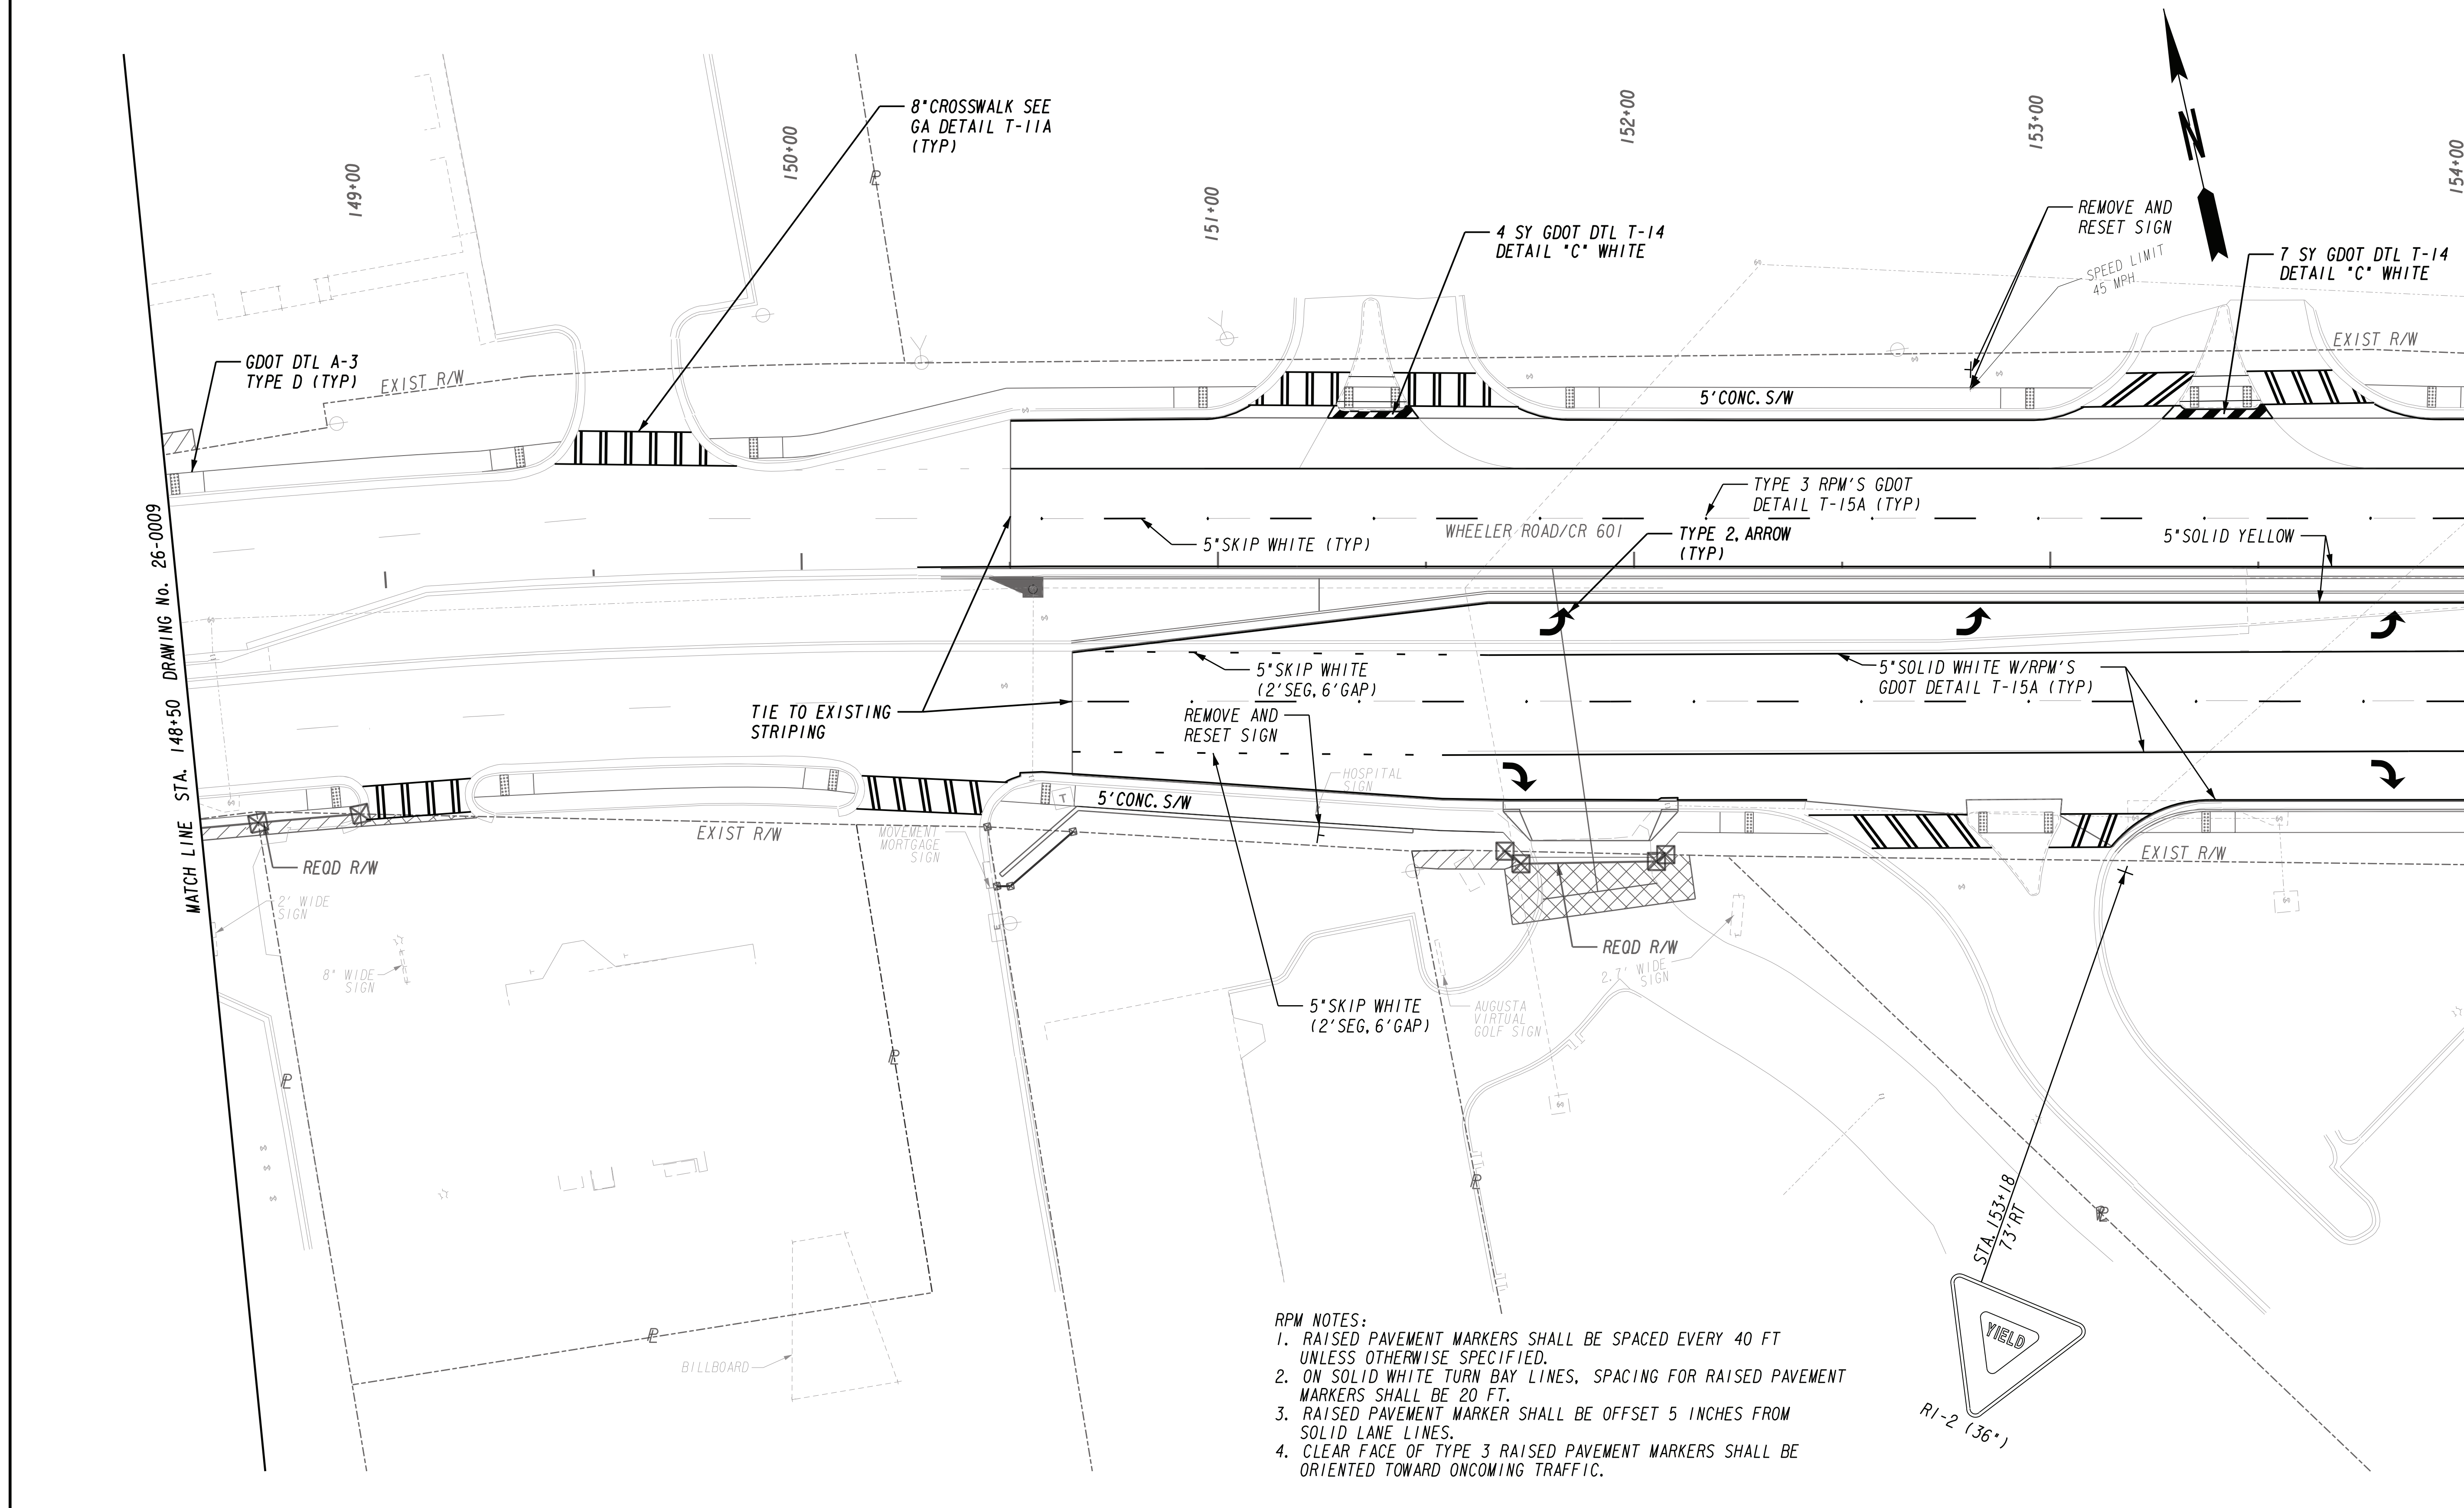 8" CROSSWALK SEE
GA DETAIL T-11A
(TYP)
149+00
150+00
151+00
152+00
153+00
154+00
N
4 SY GDOT DTL T-14
DETAIL "C" WHITE
REMOVE AND
RESET SIGN
SPEED LIMIT
45 MPH
7 SY GDOT DTL T-14
DETAIL "C" WHITE
GDOT DTL A-3
TYPE D (TYP)
EXIST R/W
EXIST R/W
5' CONC. S/W
TYPE 3 RPM'S GDOT
DETAIL T-15A (TYP)
5" SKIP WHITE (TYP)
WHEELER ROAD/CR 601
TYPE 2, ARROW
(TYP)
5" SOLID YELLOW
MATCH LINE STA. 148+50 DRAWING No. 26-0009
5" SKIP WHITE
(2' SEG, 6' GAP)
5" SOLID WHITE W/RPM'S
GDOT DETAIL T-15A (TYP)
TIE TO EXISTING
STRIPING
REMOVE AND
RESET SIGN
HOSPITAL
SIGN
T
5' CONC. S/W
EXIST R/W
MOVEMENT
MORTGAGE
SIGN
EXIST R/W
REQD R/W
2' WIDE
SIGN
8" WIDE
SIGN
E
REQD R/W
2.7' WIDE
SIGN
5" SKIP WHITE
(2' SEG, 6' GAP)
AUGUSTA
VIRTUAL
GOLF SIGN
BILLBOARD
STA. 153+18
73' RT
YIELD
R1-2 (36")
RPM NOTES:
1. RAISED PAVEMENT MARKERS SHALL BE SPACED EVERY 40 FT
UNLESS OTHERWISE SPECIFIED.
2. ON SOLID WHITE TURN BAY LINES, SPACING FOR RAISED PAVEMENT
MARKERS SHALL BE 20 FT.
3. RAISED PAVEMENT MARKER SHALL BE OFFSET 5 INCHES FROM
SOLID LANE LINES.
4. CLEAR FACE OF TYPE 3 RAISED PAVEMENT MARKERS SHALL BE
ORIENTED TOWARD ONCOMING TRAFFIC.